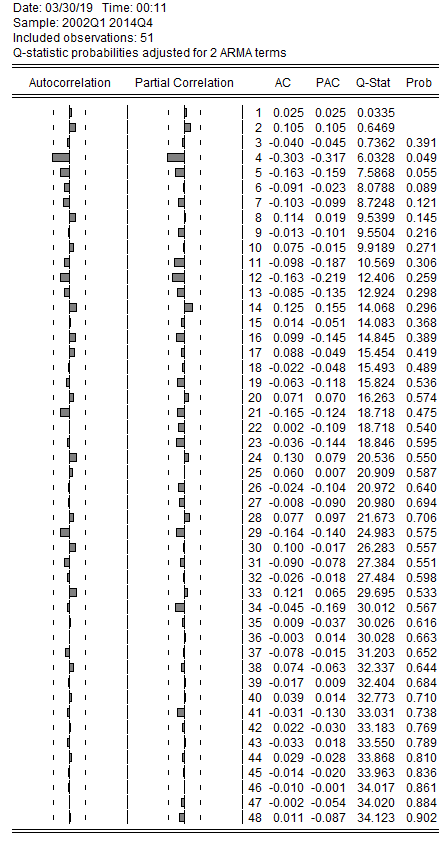 Date: 03/30/19 Time: 00:11
Sample: 2002Q1 2014Q4
Included observations: 51
Q-statistic probabilities adjusted for 2 ARMA terms
Autocorrelation Partial Correlation AC PAC Q-Stat Prob
1 0.025 0.025 0.0335
2 0.105 0.105 0.6469
3 -0.040 -0.045 0.7362 0.391
4 -0.303 -0.317 6.0328 0.049
5 -0.163 -0.159 7.5868 0.055
6 -0.091 -0.023 8.0788 0.089
7 -0.103 -0.099 8.7248 0.121
8 0.114 0.019 9.5399 0.145
9 -0.013 -0.101 9.5504 0.216
10 0.075 -0.015 9.9189 0.271
11 -0.098 -0.187 10.569 0.306
12 -0.163 -0.219 12.406 0.259
13 -0.085 -0.135 12.924 0.298
14 0.125 0.155 14.068 0.296
15 0.014 -0.051 14.083 0.368
16 0.099 -0.145 14.845 0.389
17 0.088 -0.049 15.454 0.419
18 -0.022 -0.048 15.493 0.489
19 -0.063 -0.118 15.824 0.536
20 0.071 0.070 16.263 0.574
21 -0.165 -0.124 18.718 0.475
22 0.002 -0.109 18.718 0.540
23 -0.036 -0.144 18.846 0.595
24 0.130 0.079 20.536 0.550
25 0.060 0.007 20.909 0.587
26 -0.024 -0.104 20.972 0.640
27 -0.008 -0.090 20.980 0.694
28 0.077 0.097 21.673 0.706
29 -0.164 -0.140 24.983 0.575
30 0.100 -0.017 26.283 0.557
31 -0.090 -0.078 27.384 0.551
32 -0.026 -0.018 27.484 0.598
33 0.121 0.065 29.695 0.533
34 -0.045 -0.169 30.012 0.567
35 0.009 -0.037 30.026 0.616
36 -0.003 0.014 30.028 0.663
37 -0.078 -0.015 31.203 0.652
38 0.074 -0.063 32.337 0.644
39 -0.017 0.009 32.404 0.684
40 0.039 0.014 32.773 0.710
41 -0.031 -0.130 33.031 0.738
42 0.022 -0.030 33.183 0.769
43 -0.033 0.018 33.550 0.789
44 0.029 -0.028 33.868 0.810
45 -0.014 -0.020 33.963 0.836
46 -0.010 -0.001 34.017 0.861
47 -0.002 -0.054 34.020 0.884
48 0.011 -0.087 34.123 0.902